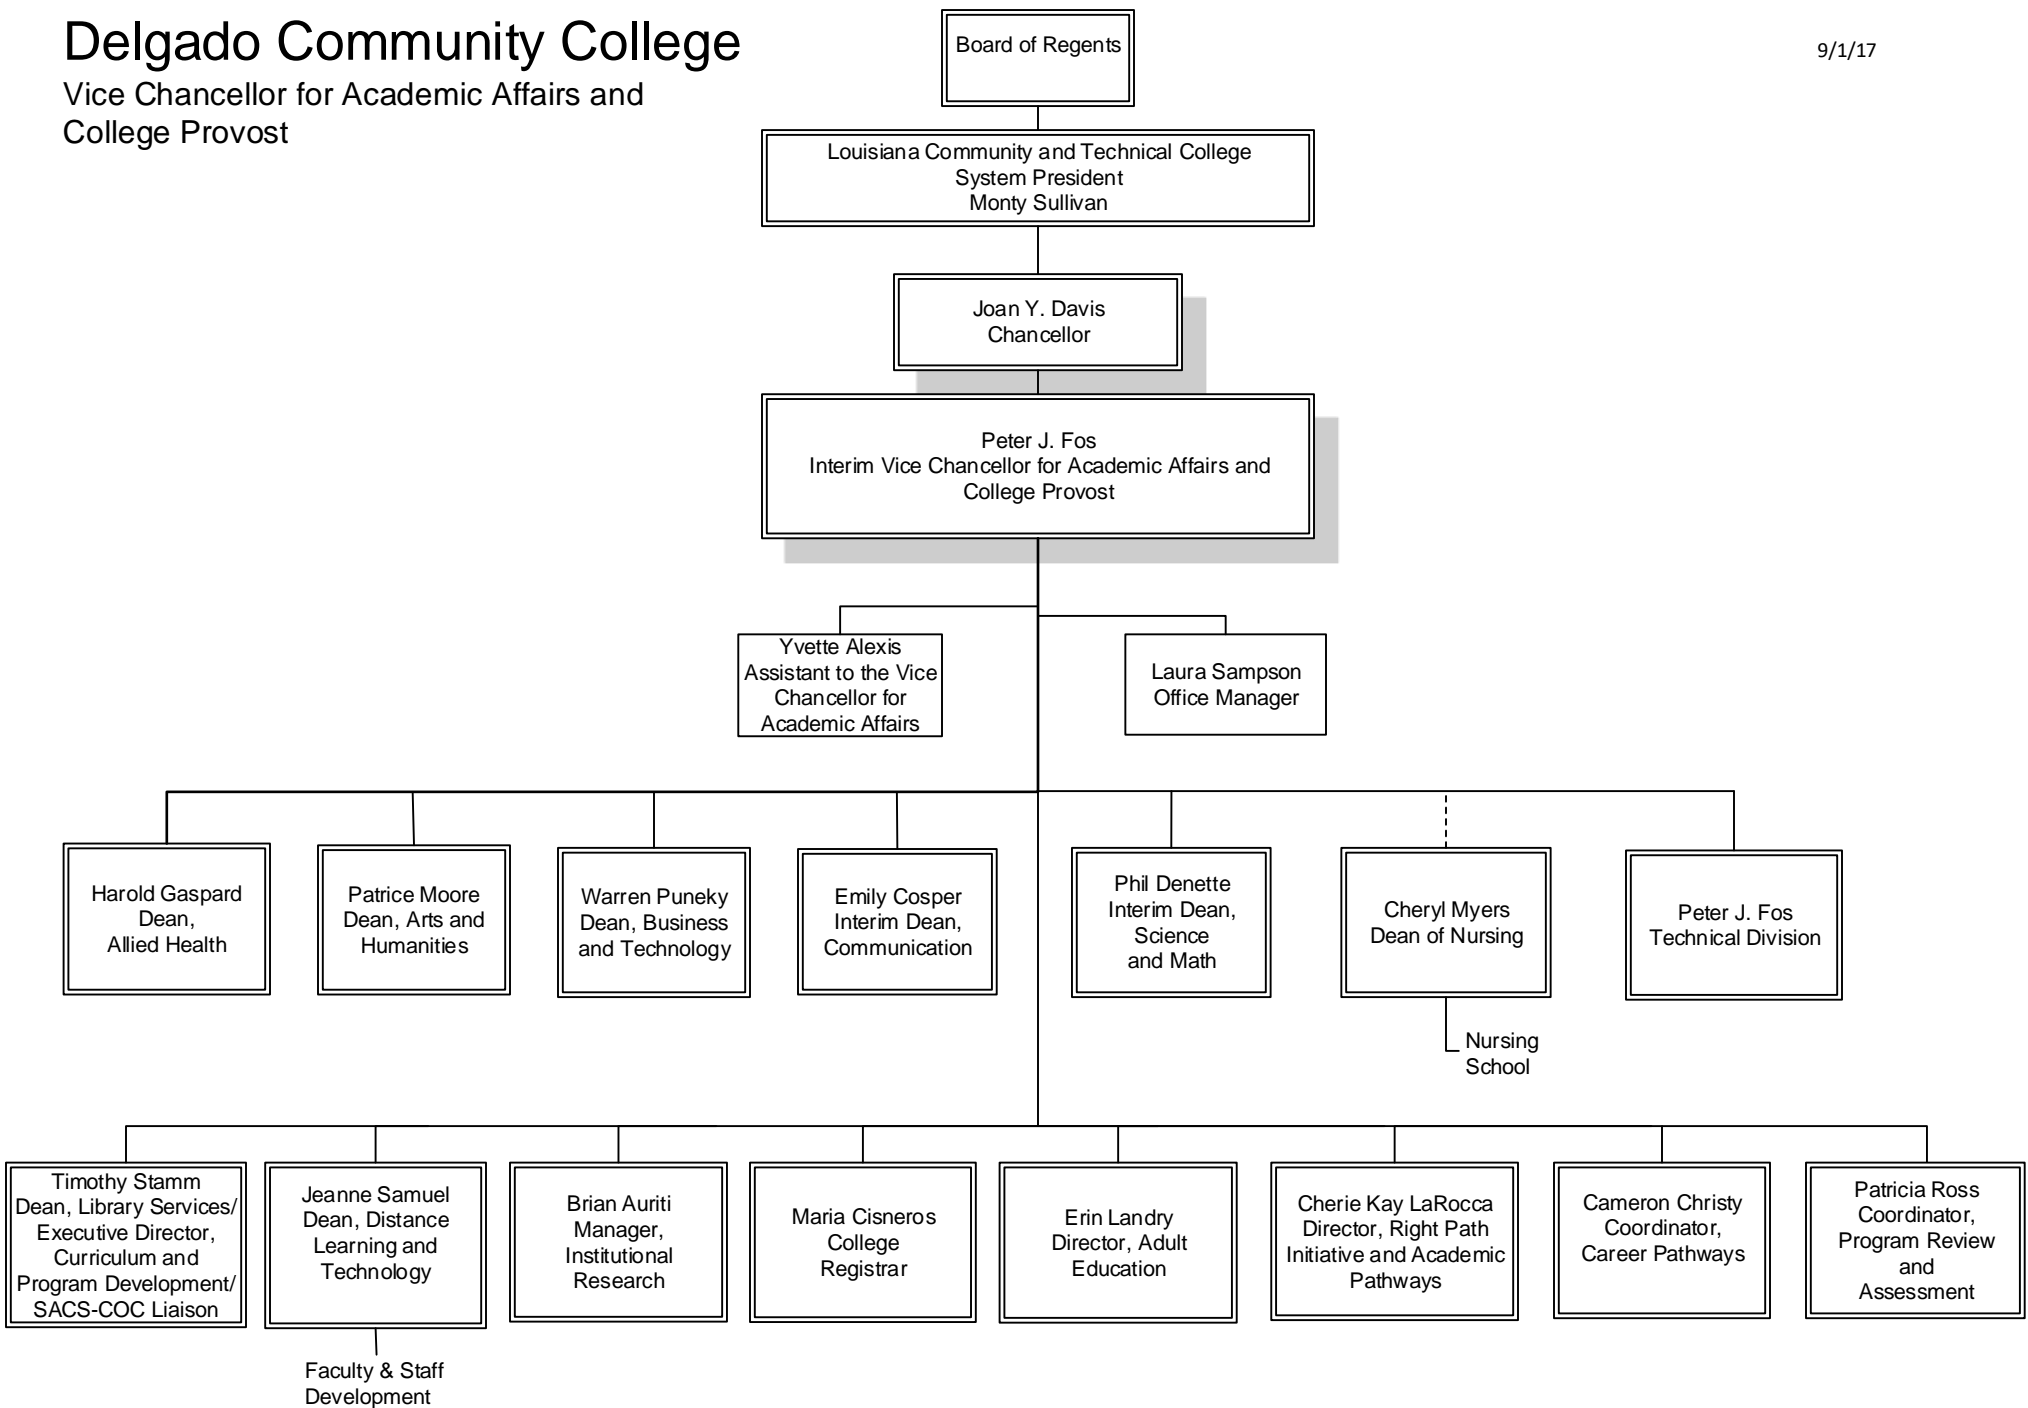 Delgado Community College
Vice Chancellor for Academic Affairs and
College Provost
9/1/17
Board of Regents
Louisiana Community and Technical College
System President
Monty Sullivan
Joan Y. Davis
Chancellor
Peter J. Fos
Interim Vice Chancellor for Academic Affairs and
College Provost
Yvette Alexis
Assistant to the Vice
Chancellor for
Academic Affairs
Laura Sampson
Office Manager
Harold Gaspard
Dean,
Allied Health
Patrice Moore
Dean, Arts and
Humanities
Warren Puneky
Dean, Business
and Technology
Emily Cosper
Interim Dean,
Communication
Phil Denette
Interim Dean,
Science
and Math
Cheryl Myers
Dean of Nursing
Peter J. Fos
Technical Division
Nursing
School
Timothy Stamm
Dean, Library Services/
Executive Director,
Curriculum and
Program Development/
SACS-COC Liaison
Jeanne Samuel
Dean, Distance
Learning and
Technology
Brian Auriti
Manager,
Institutional
Research
Maria Cisneros
College
Registrar
Erin Landry
Director, Adult
Education
Cherie Kay LaRocca
Director, Right Path
Initiative and Academic
Pathways
Cameron Christy
Coordinator,
Career Pathways
Patricia Ross
Coordinator,
Program Review
and
Assessment
Faculty & Staff
Development